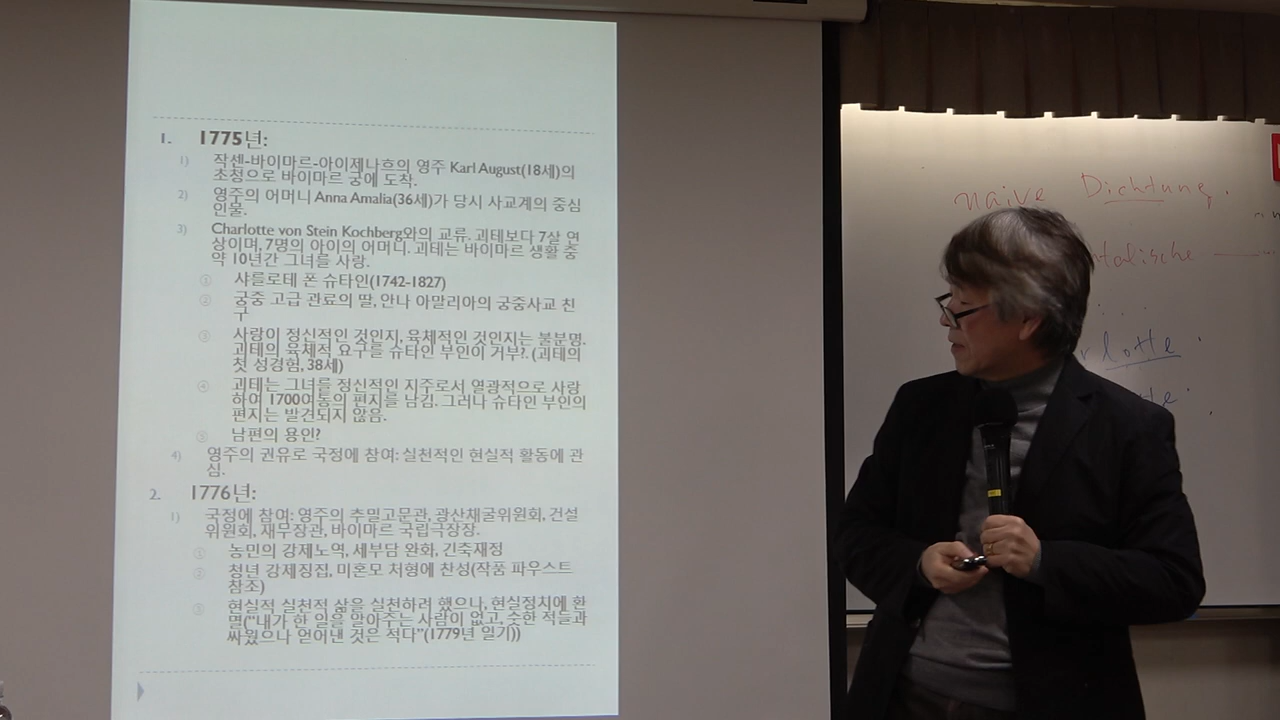 1. 1775년:
1) 작센-바이마르-아이제나흐의 영주 Karl August(18세)의
초청으로 바이마르 궁에 도착.
2) 영주의 어머니 Anna Amalia(36세)가 당시 사교계의 중심
인물.
3) Charlotte von Stein Kochberg와의 교류. 괴테보다 7살 연
상이며, 7명의 아이의 어머니. 괴테는 바이마르 생활 중
약 10년간 그녀를 사랑.
① 샤를로테 폰 슈타인(1742-1827)
② 궁중 고급 관료의 딸, 안나 아말리아의 궁중사교 친
구
③ 사랑이 정신적인 것인지, 육체적인 것인지는 불분명.
괴테의 육체적 요구를 슈타인 부인이 거부?. (괴테의
첫 성경험, 38세)
④ 괴테는 그녀를 정신적인 지주로서 열광적으로 사랑
하여 1700여통의 편지를 남김. 그러나 슈타인 부인의
편지는 발견되지 않음.
⑤ 남편의 용인?
4) 영주의 권유로 국정에 참여: 실천적인 현실적 활동에 관
심.
2. 1776년:
1) 국정에 참여: 영주의 추밀고문관, 광산채굴위원회, 건설
위원회, 재무장관, 바이마르 국립극장장.
① 농민의 강제노역, 세부담 완화, 긴축재정
② 청년 강제징집, 미혼모 처형에 찬성(작품 파우스트
참조)
③ 현실적 실천적 삶을 실천하려 했으나, 현실정치에 환
멸("내가 한 일을 알아주는 사람이 없고, 숫한 적들과
싸웠으나 얻어낸 것은 적다"(1779년 일기))
naive Dichtung.
ntalische
rlotte